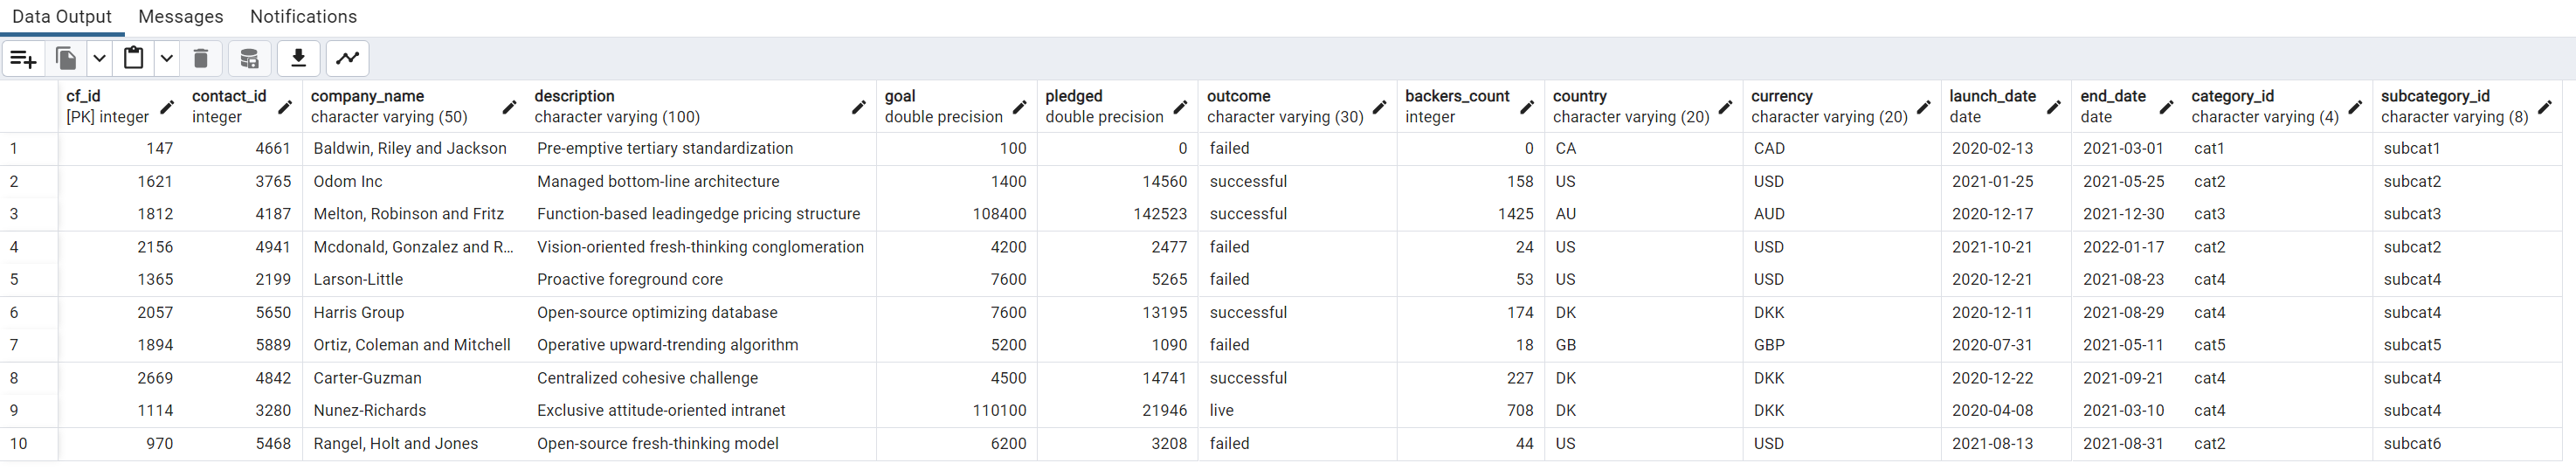 Data Output Messages Notifications
cf_id contact_id company_name description goal pledged outcome backers_count country currency launch_date end_date category_id subcategory_id
[PK] integer integer character varying (50) character varying (100) double precision double precision character varying (30) integer character varying (20) character varying (20) date date character varying (4) character varying (8)
1 147 4661 Baldwin, Riley and Jackson Pre-emptive tertiary standardization 100 0 failed 0 CA CAD 2020-02-13 2021-03-01 cat1 subcat1
2 1621 3765 Odom Inc Managed bottom-line architecture 1400 14560 successful 158 US USD 2021-01-25 2021-05-25 cat2 subcat2
3 1812 4187 Melton, Robinson and Fritz Function-based leadingedge pricing structure 108400 142523 successful 1425 AU AUD 2020-12-17 2021-12-30 cat3 subcat3
4 2156 4941 Mcdonald, Gonzalez and R... Vision-oriented fresh-thinking conglomeration 4200 2477 failed 24 US USD 2021-10-21 2022-01-17 cat2 subcat2
5 1365 2199 Larson-Little Proactive foreground core 7600 5265 failed 53 US USD 2020-12-21 2021-08-23 cat4 subcat4
6 2057 5650 Harris Group Open-source optimizing database 7600 13195 successful 174 DK DKK 2020-12-11 2021-08-29 cat4 subcat4
7 1894 5889 Ortiz, Coleman and Mitchell Operative upward-trending algorithm 5200 1090 failed 18 GB GBP 2020-07-31 2021-05-11 cat5 subcat5
8 2669 4842 Carter-Guzman Centralized cohesive challenge 4500 14741 successful 227 DK DKK 2020-12-22 2021-09-21 cat4 subcat4
9 1114 3280 Nunez-Richards Exclusive attitude-oriented intranet 110100 21946 live 708 DK DKK 2020-04-08 2021-03-10 cat4 subcat4
10 970 5468 Rangel, Holt and Jones Open-source fresh-thinking model 6200 3208 failed 44 US USD 2021-08-13 2021-08-31 cat2 subcat6